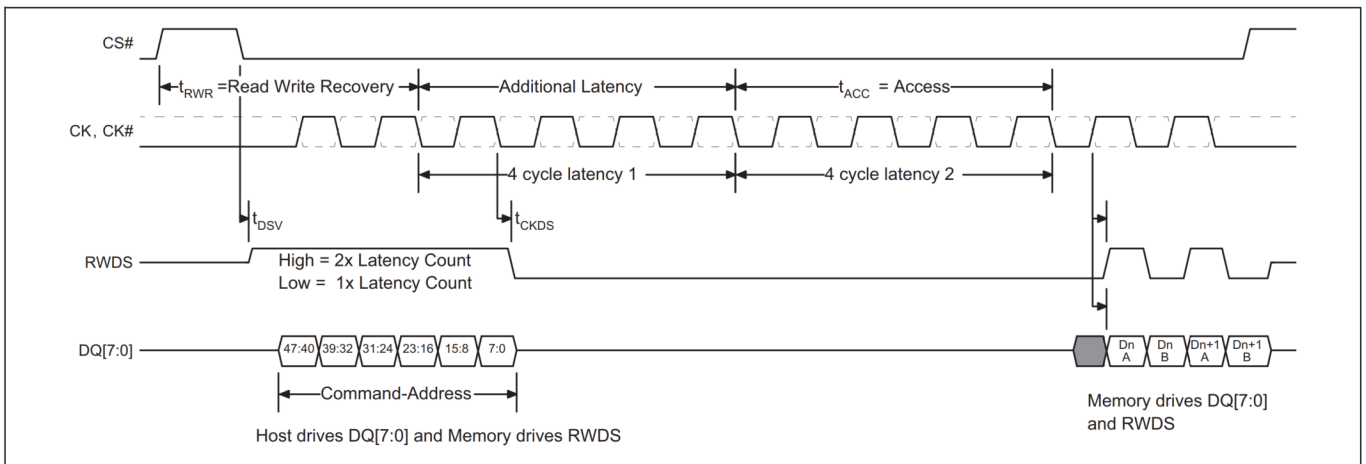 CS#
tRWR =Read Write Recovery
Additional Latency
tACC = Access
CK, CK#
4 cycle latency 1
4 cycle latency 2
tDSV
tCKDS
RWDS
High = 2x Latency Count
Low = 1x Latency Count
DQ[7:0]
47:40 39:32 31:24 23:16 15:8 7:0
Dn Dn Dn+1 Dn+1
A B A B
Command-Address
Memory drives DQ[7:0]
and RWDS
Host drives DQ[7:0] and Memory drives RWDS